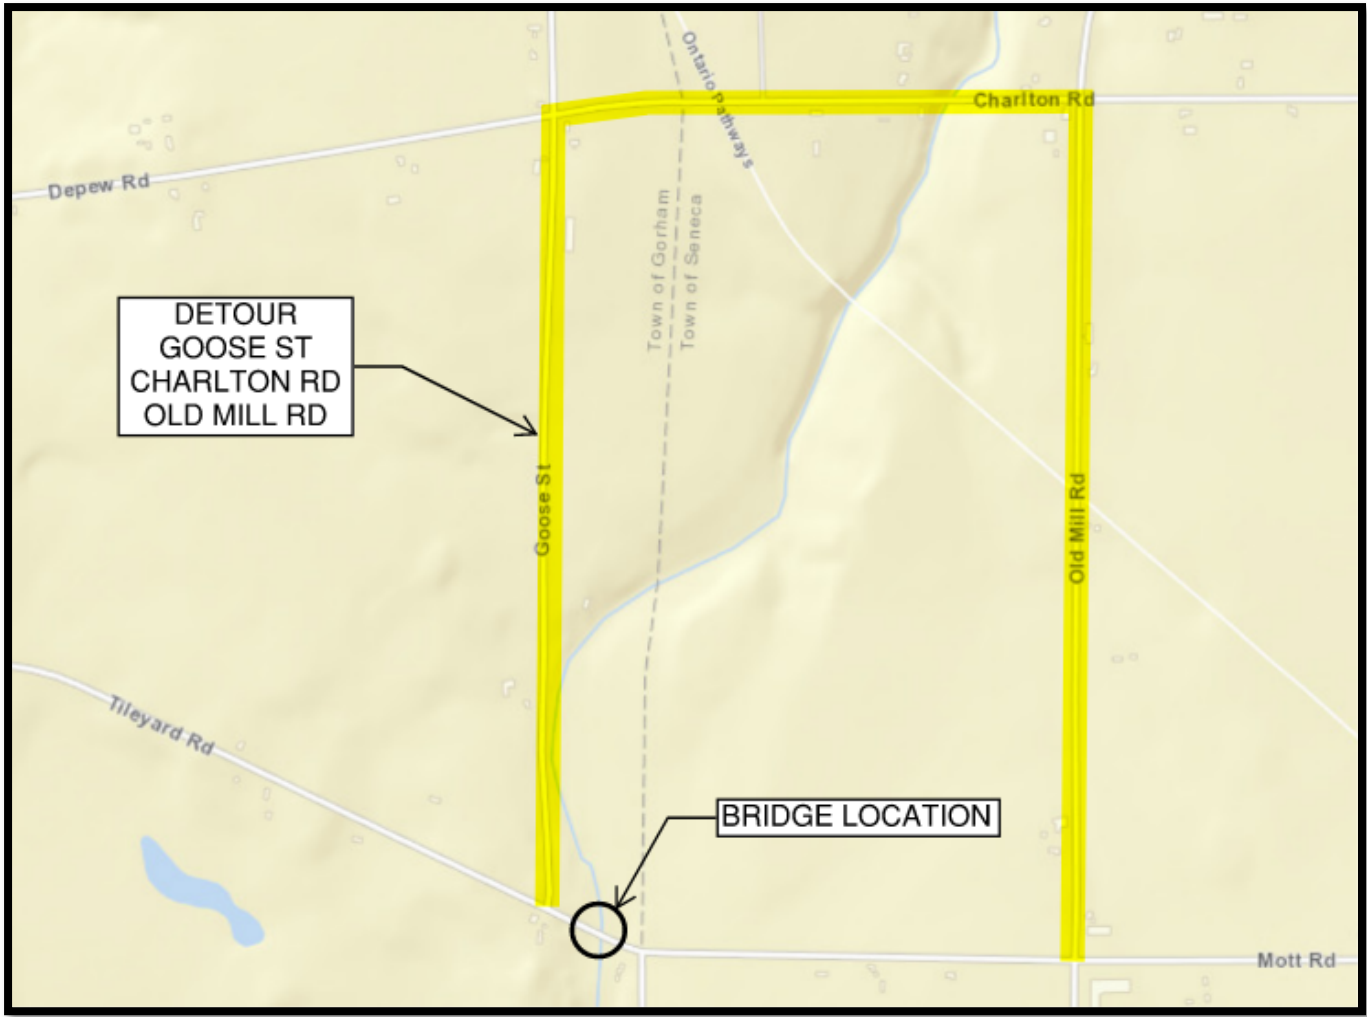 Ontario Pathways
Charlton Rd
Depew Rd
Town of Gorham
Town of Seneca
DETOUR
GOOSE ST
CHARLTON RD
OLD MILL RD
Goose St
Old Mill Rd
Tileyard Rd
BRIDGE LOCATION
Mott Rd